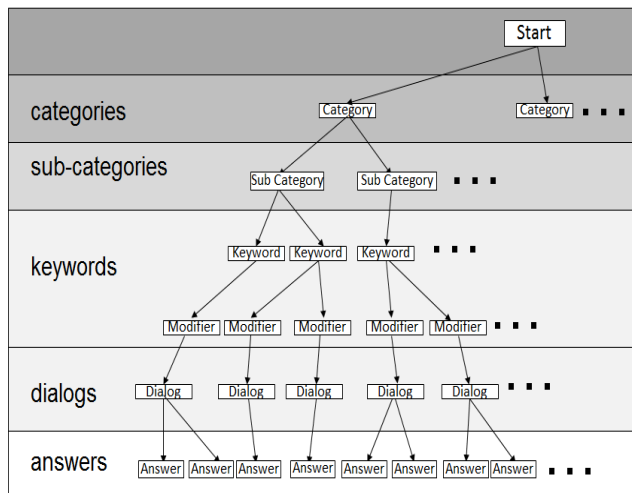 Start
categories
Category Category
sub-categories
Sub Category Sub Category
keywords
Keyword Keyword Keyword
Modifier Modifier Modifier Modifier Modifier
dialogs
Dialog Dialog Dialog Dialog Dialog
answers
Answer Answer Answer Answer Answer Answer Answer Answer